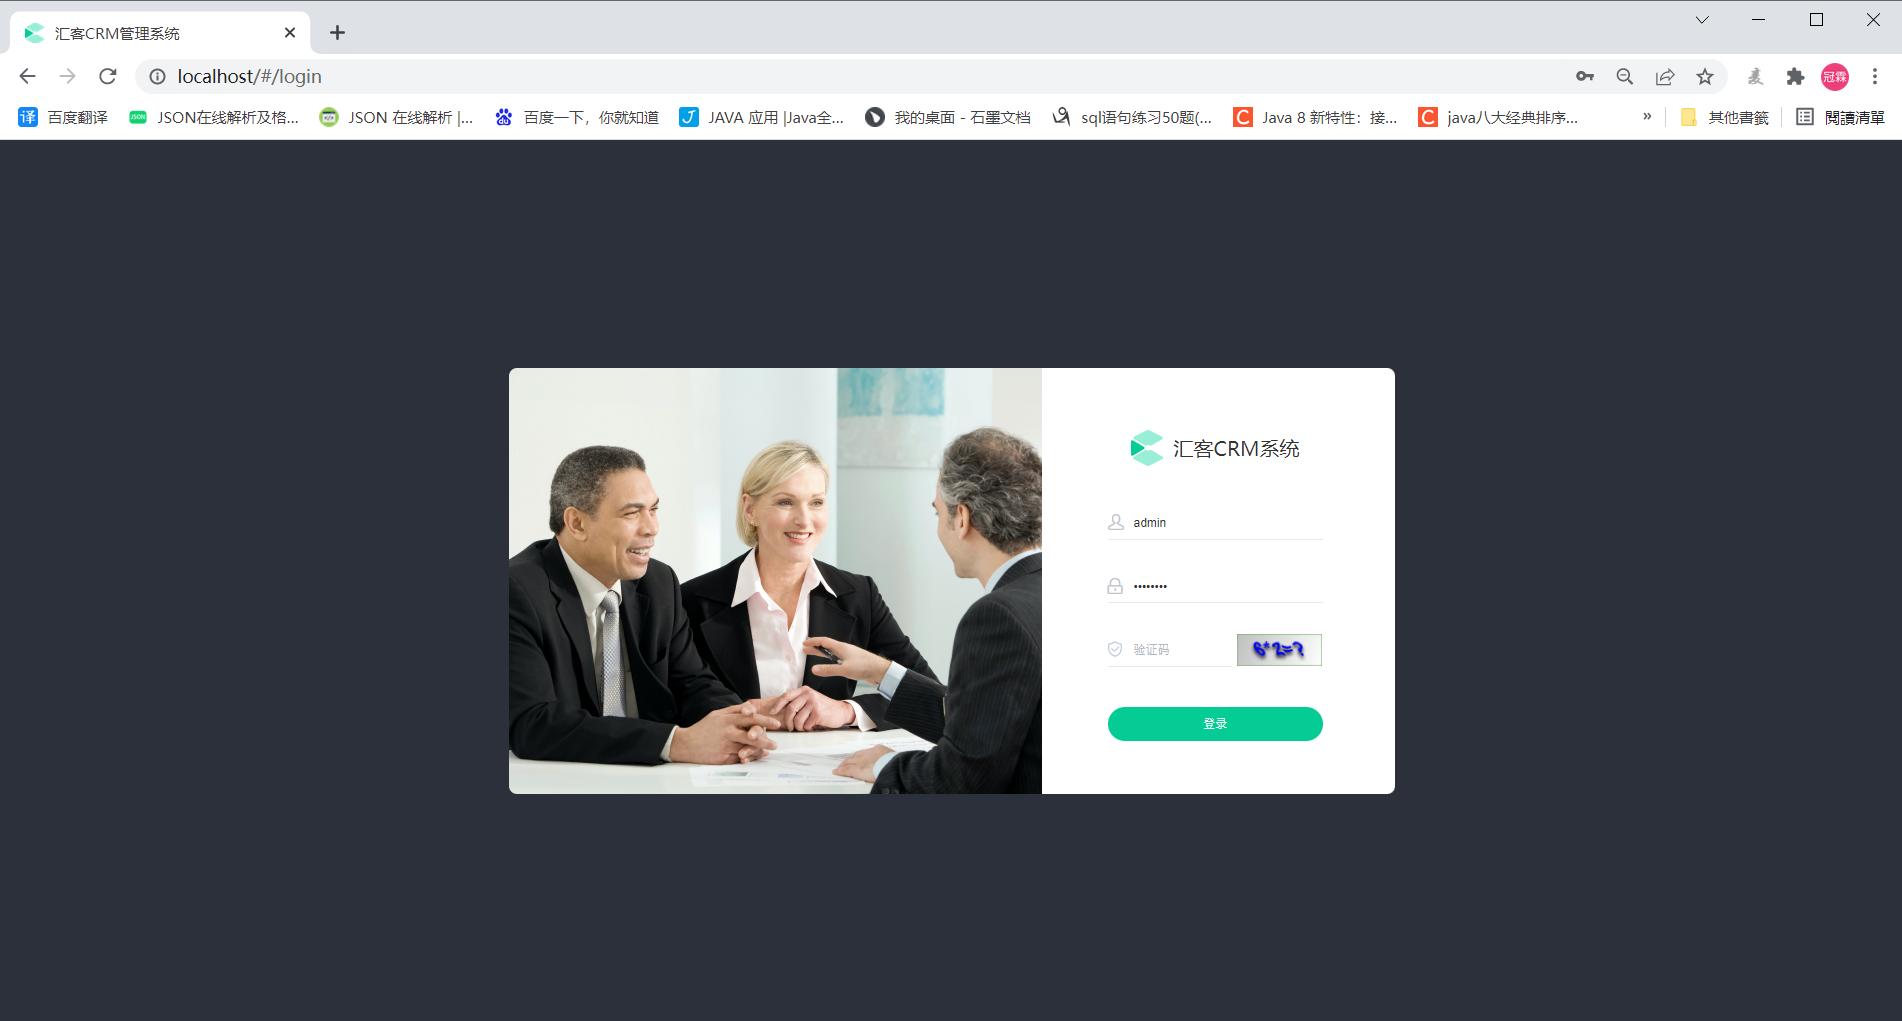 汇客CRM管理系统
localhost/#/login
冠霖
译 百度翻译
JSON JSON在线解析及格...
JSON 在线解析 |...
百度一下，你就知道
JAVA 应用 |Java全...
我的桌面 - 石墨文档
sql语句练习50题(...
C Java 8 新特性：接...
C java八大经典排序...
»
其他書籤
閱讀清單
汇客CRM系统
admin
••••••••
验证码
6*2=?
登录